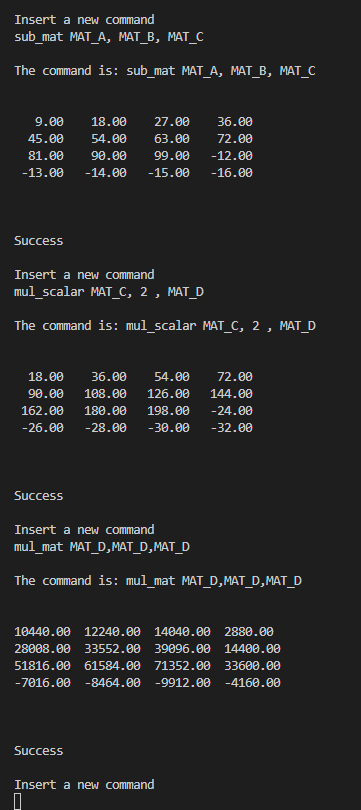 Insert a new command
sub_mat MAT_A, MAT_B, MAT_C
The command is: sub_mat MAT_A, MAT_B, MAT_C
9.00 18.00 27.00 36.00
45.00 54.00 63.00 72.00
81.00 90.00 99.00 -12.00
-13.00 -14.00 -15.00 -16.00
Success
Insert a new command
mul_scalar MAT_C, 2 , MAT_D
The command is: mul_scalar MAT_C, 2 , MAT_D
18.00 36.00 54.00 72.00
90.00 108.00 126.00 144.00
162.00 180.00 198.00 -24.00
-26.00 -28.00 -30.00 -32.00
Success
Insert a new command
mul_mat MAT_D,MAT_D,MAT_D
The command is: mul_mat MAT_D,MAT_D,MAT_D
10440.00 12240.00 14040.00 2880.00
28008.00 33552.00 39096.00 14400.00
51816.00 61584.00 71352.00 33600.00
-7016.00 -8464.00 -9912.00 -4160.00
Success
Insert a new command